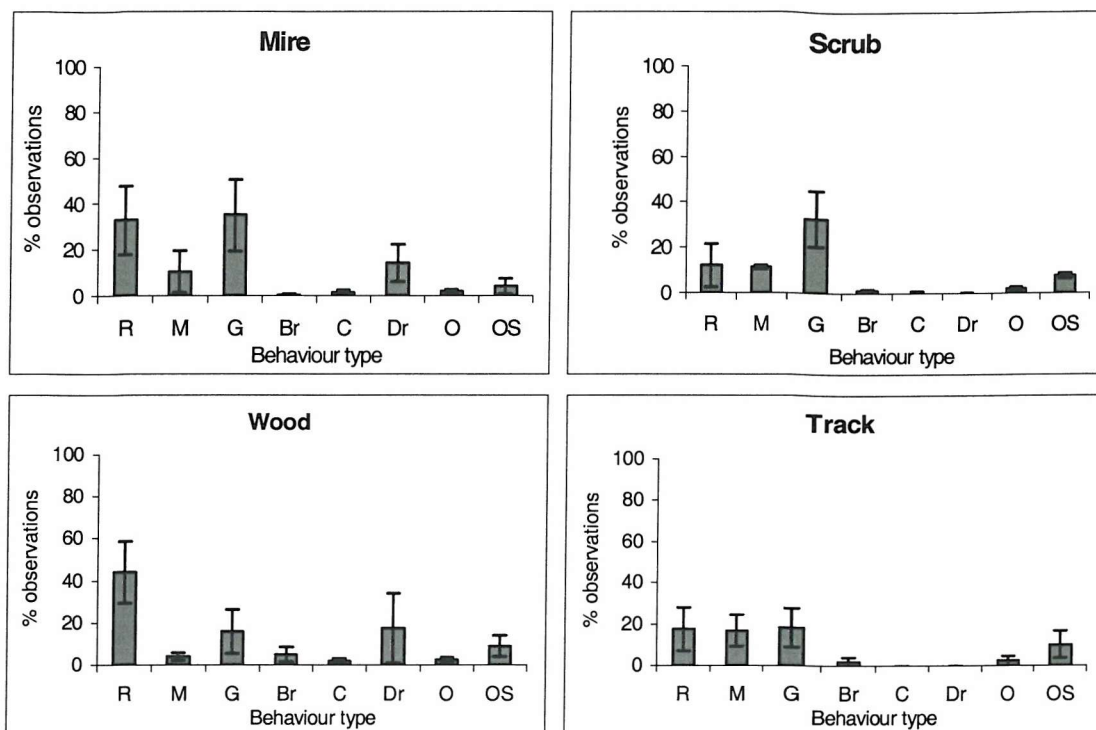 Mire
100
80
60
40
20
0
% observations
R M G Br C Dr O OS
Behaviour type
Scrub
100
80
60
40
20
0
% observations
R M G Br C Dr O OS
Behaviour type
Wood
100
80
60
40
20
0
% observations
R M G Br C Dr O OS
Behaviour type
Track
100
80
60
40
20
0
% observations
R M G Br C Dr O OS
Behaviour type